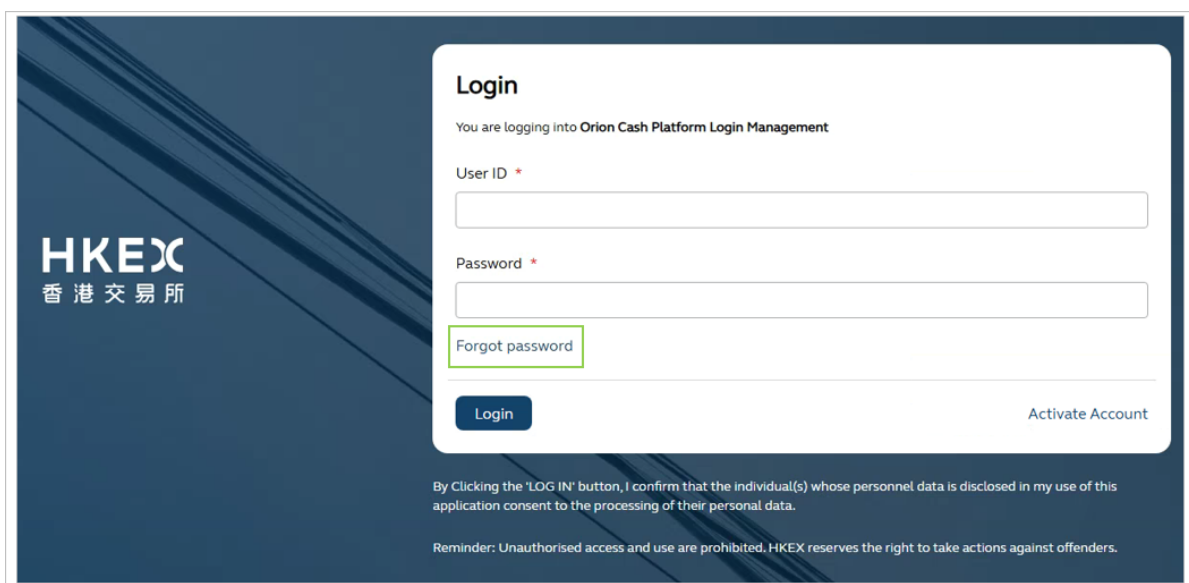 HKEX
香港交易所
Login
You are logging into Orion Cash Platform Login Management
User ID *
Password *
Forgot password
Login
Activate Account
By Clicking the 'LOG IN' button, I confirm that the individual(s) whose personnel data is disclosed in my use of this
application consent to the processing of their personal data.
Reminder: Unauthorised access and use are prohibited. HKEX reserves the right to take actions against offenders.